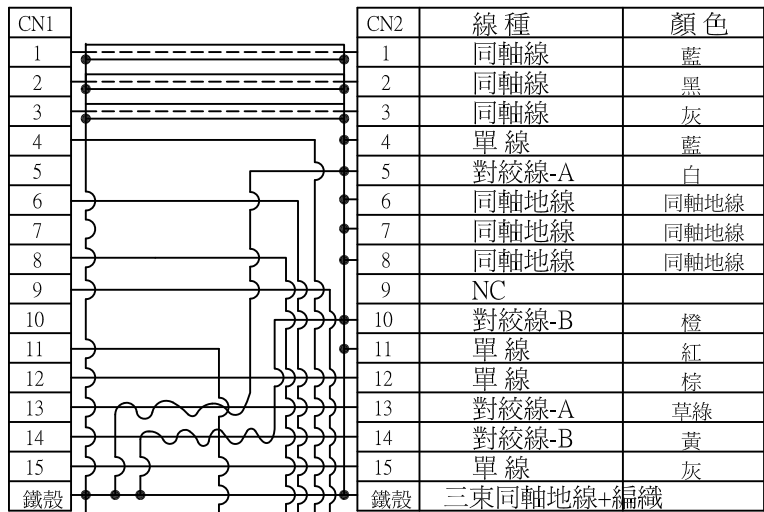 CN1 CN2 線種 顏色
1 1 同軸線 藍
2 2 同軸線 黑
3 3 同軸線 灰
4 4 單線 藍
5 5 對絞線-A 白
6 6 同軸地線 同軸地線
7 7 同軸地線 同軸地線
8 8 同軸地線 同軸地線
9 9 NC
10 10 對絞線-B 橙
11 11 單線 紅
12 12 單線 棕
13 13 對絞線-A 草綠
14 14 對絞線-B 黃
15 15 單線 灰
鐵殼 鐵殼 三束同軸地線+編織